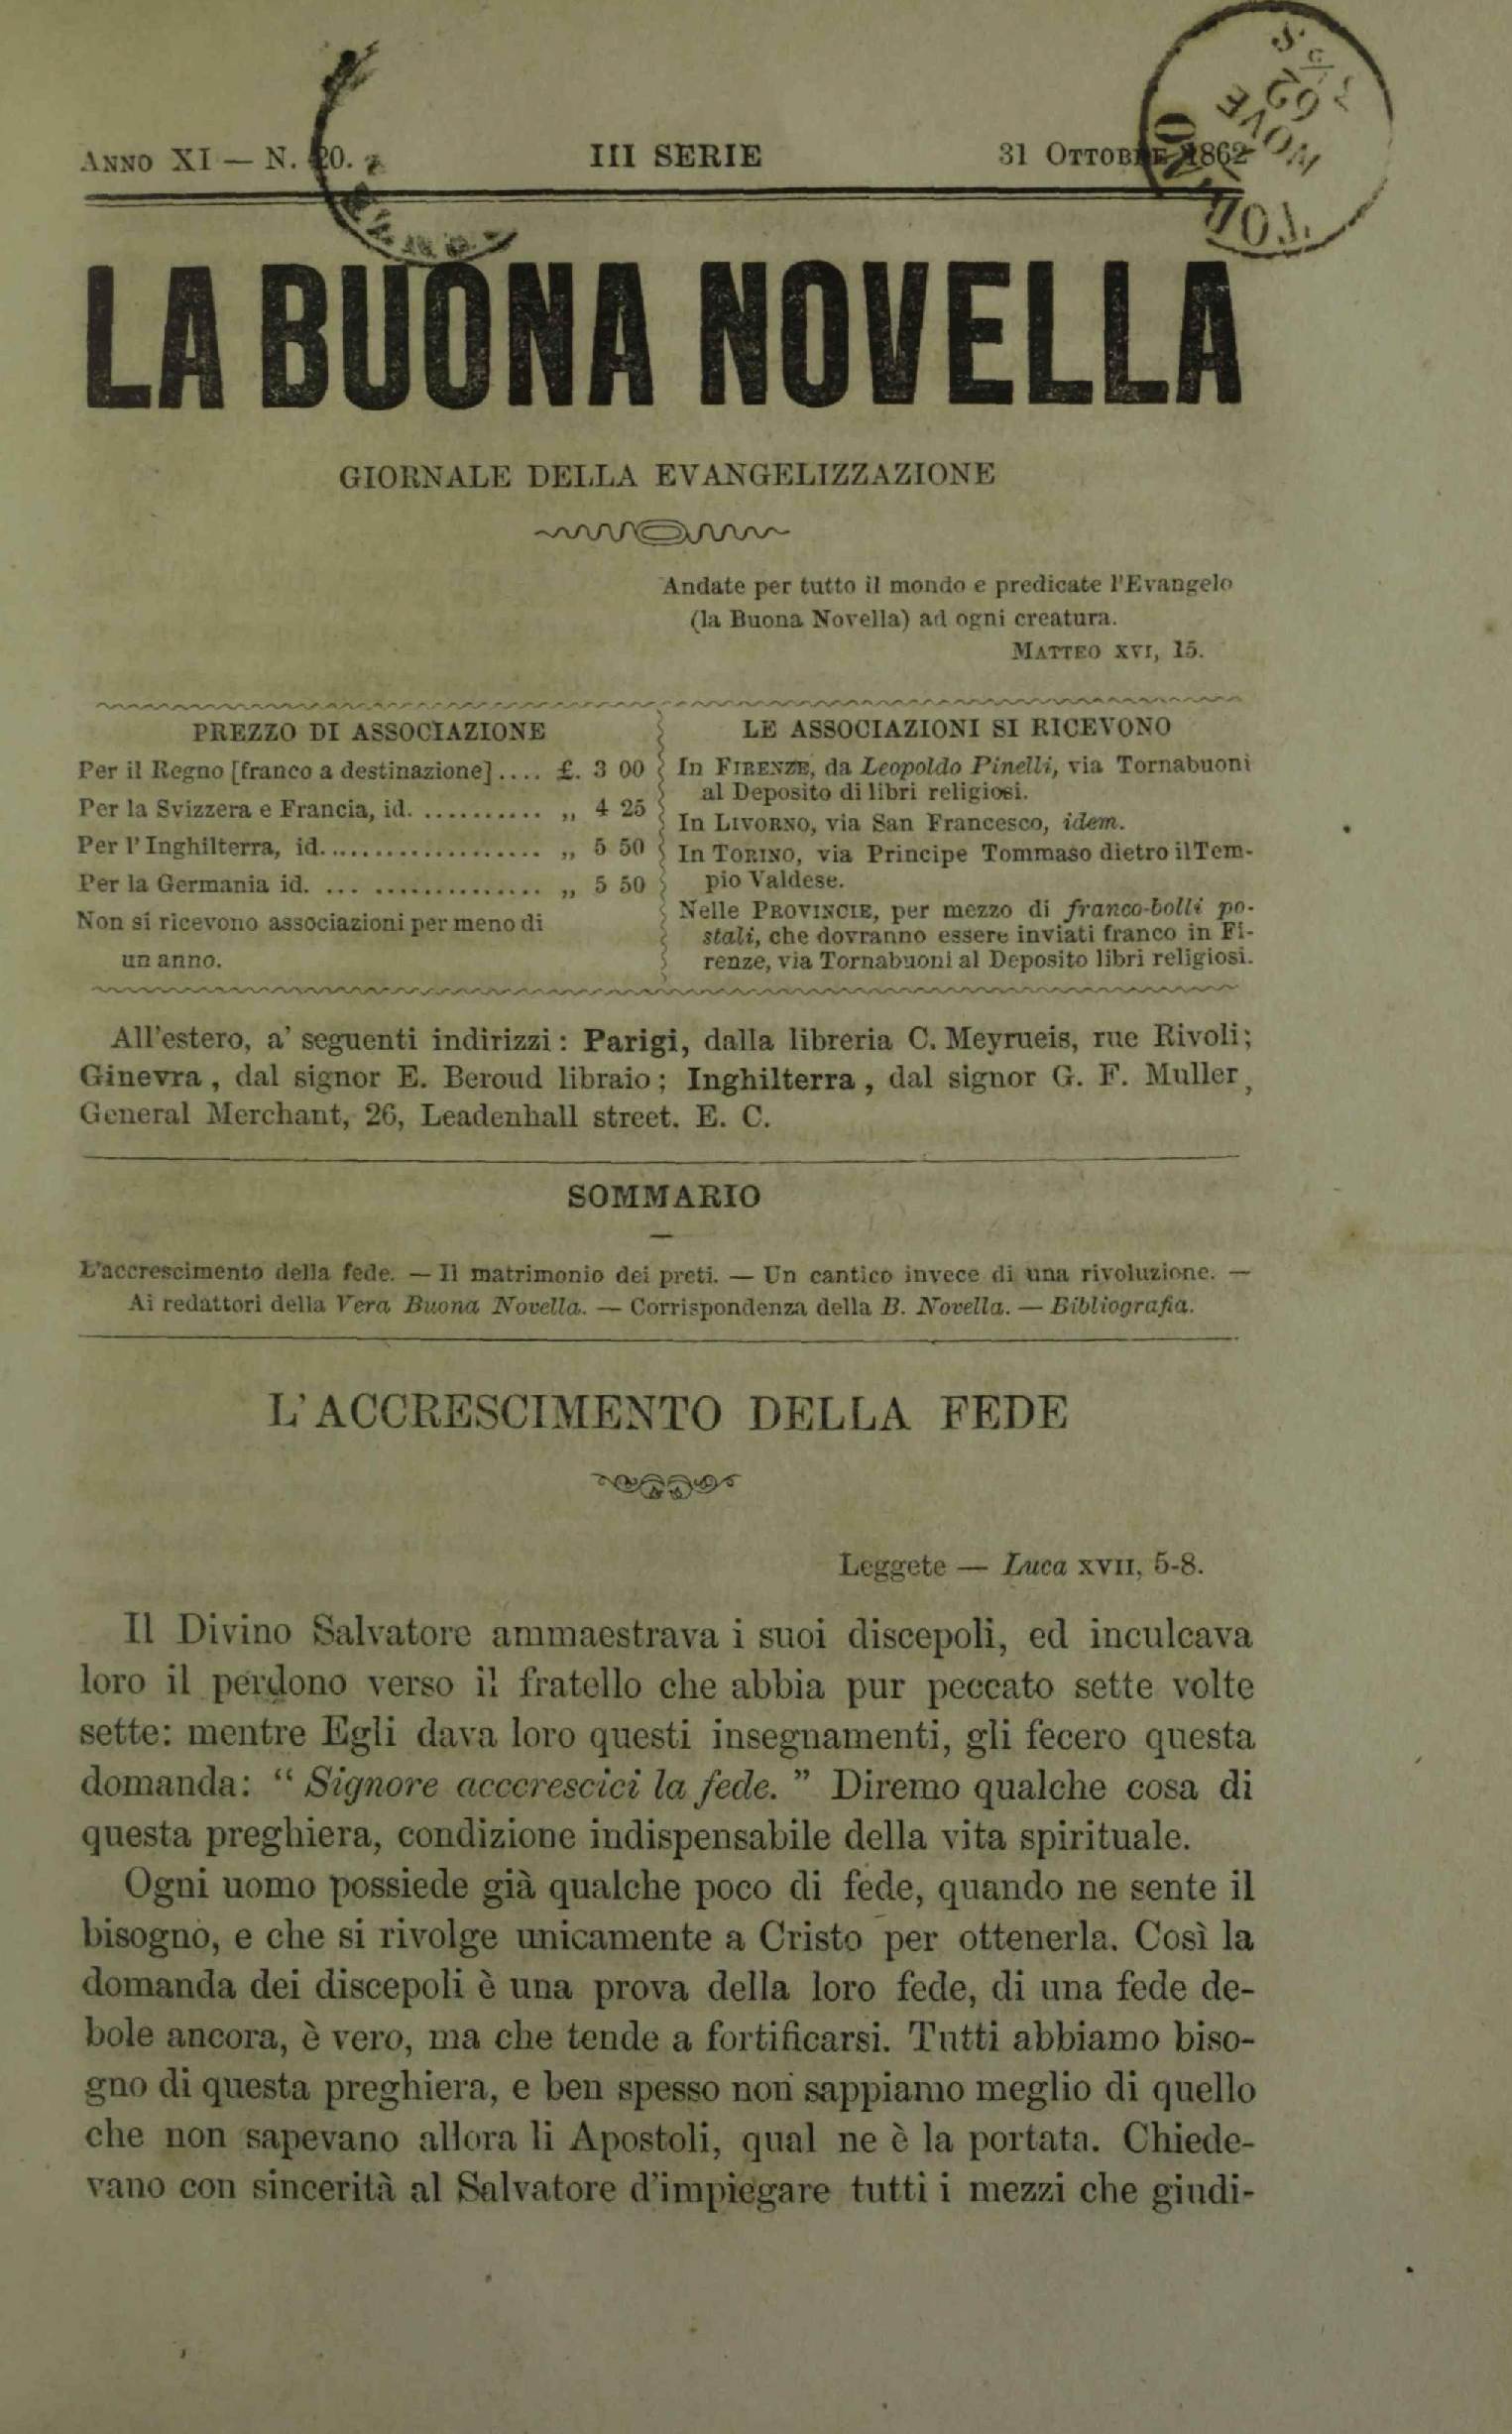 ANNO XI — N. 20.
III SERIE
31 OTTOBRE 1862
LA BUONA NOVELLA
GIORNALE DELLA EVANGELIZZAZIONE
Andate per tutto il mondo e predicate l'Evangelo
(la Buona Novella) ad ogni creatura.
MATTEO XVI, 15.
PREZZO DI ASSOCIAZIONE
Per il Regno [franco a destinazione].... £. 3 00
Per la Svizzera e Francia, id. .......... „ 4 25
Per l'Inghilterra, id.................... „ 5 50
Per la Germania id. ... .............. „ 5 50
Non si ricevono associazioni per meno di
un anno.
LE ASSOCIAZIONI SI RICEVONO
In FIRENZE, da Leopoldo Pinelli, via Tornabuoni
al Deposito di libri religiosi.
In LIVORNO, via San Francesco, idem.
In TORINO, via Principe Tommaso dietro il Tem-
pio Valdese.
Nelle PROVINCIE, per mezzo di franco-bolli po-
stali, che dovranno essere inviati franco in Fi-
renze, via Tornabuoni al Deposito libri religiosi.
All'estero, a' seguenti indirizzi: Parigi, dalla libreria C. Meyrueis, rue Rivoli;
Ginevra, dal signor E. Beroud libraio; Inghilterra, dal signor G. F. Muller,
General Merchant, 26, Leadenhall street. E. C.
SOMMARIO
L'accrescimento della fede. — Il matrimonio dei preti. — Un cantico invece di una rivoluzione. —
Ai redattori della Vera Buona Novella. — Corrispondenza della B. Novella. — Bibliografia.
L'ACCRESCIMENTO DELLA FEDE
Leggete — Luca XVII, 5-8.
Il Divino Salvatore ammaestrava i suoi discepoli, ed inculcava
loro il perdono verso il fratello che abbia pur peccato sette volte
sette: mentre Egli dava loro questi insegnamenti, gli fecero questa
domanda: “ Signore acccrescici la fede. ” Diremo qualche cosa di
questa preghiera, condizione indispensabile della vita spirituale.
Ogni uomo possiede già qualche poco di fede, quando ne sente il
bisogno, e che si rivolge unicamente a Cristo per ottenerla. Così la
domanda dei discepoli è una prova della loro fede, di una fede de-
bole ancora, è vero, ma che tende a fortificarsi. Tutti abbiamo biso-
gno di questa preghiera, e ben spesso non sappiamo meglio di quello
che non sapevano allora li Apostoli, qual ne è la portata. Chiede-
vano con sincerità al Salvatore d'impiegare tutti i mezzi che giudi-